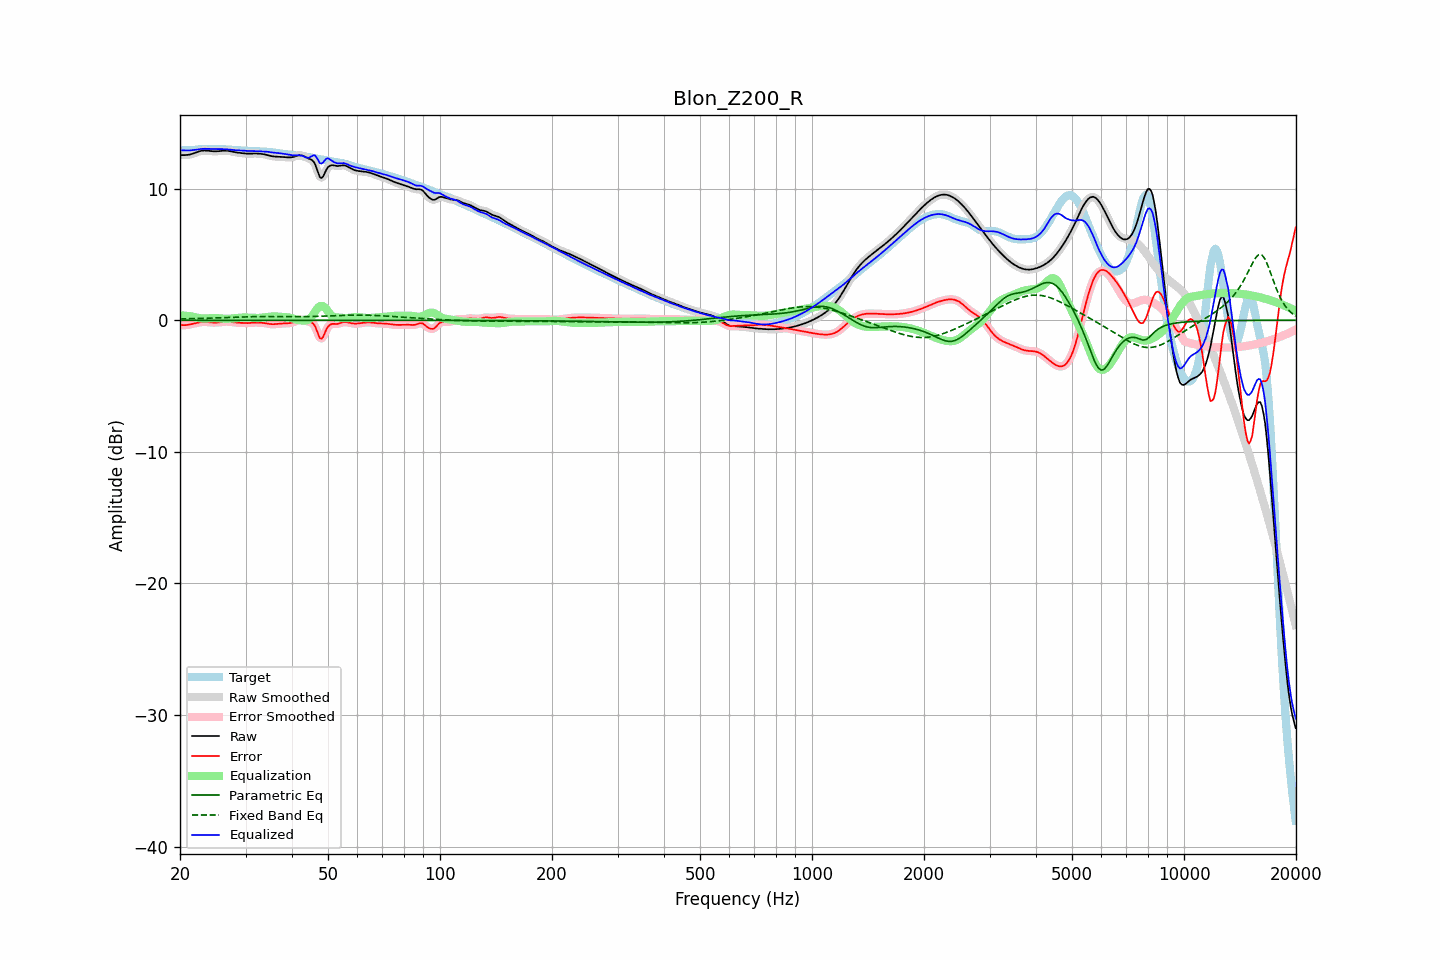 Blon_Z200_R
Amplitude (dBr)
10
0
−10
−20
−30
−40
Target
Raw Smoothed
Error Smoothed
Raw
Error
Equalization
Parametric Eq
Fixed Band Eq
Equalized
20 50 100 200 500 1000 2000 5000 10000 20000
Frequency (Hz)